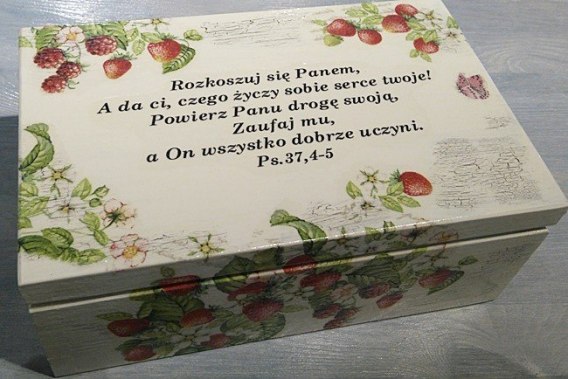 Rozkoszuj się Panem,
A da ci, czego życzy sobie serce twoje!
Powierz Panu drogę swoją,
Zaufaj mu,
a On wszystko dobrze uczyni.
Ps.37,4-5